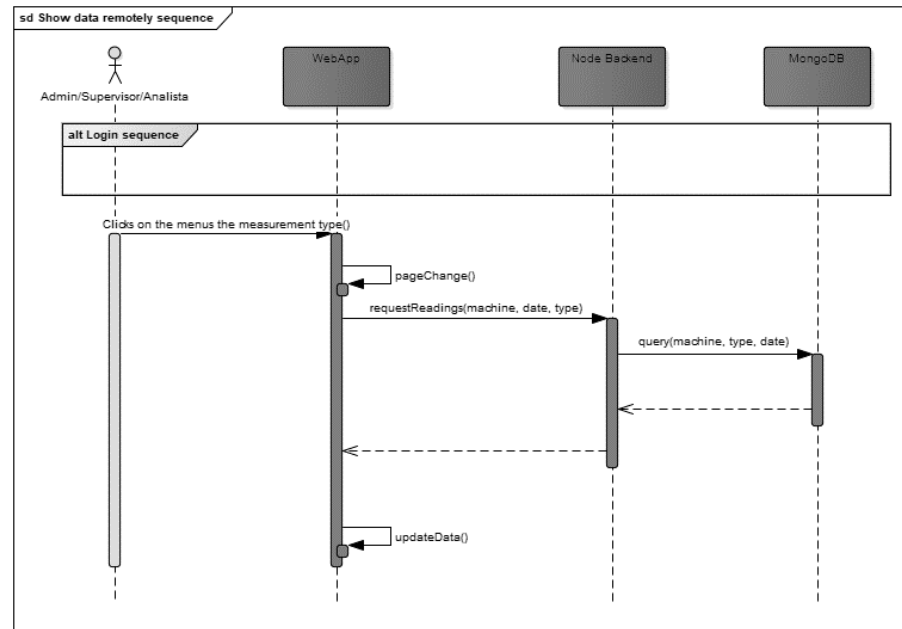 sd Show data remotely sequence
WebApp
Node Backend
MongoDB
Admin/Supervisor/Analista
alt Login sequence
Clicks on the menus the measurement type()
pageChange()
requestReadings(machine, date, type)
query(machine, type, date)
updateData()